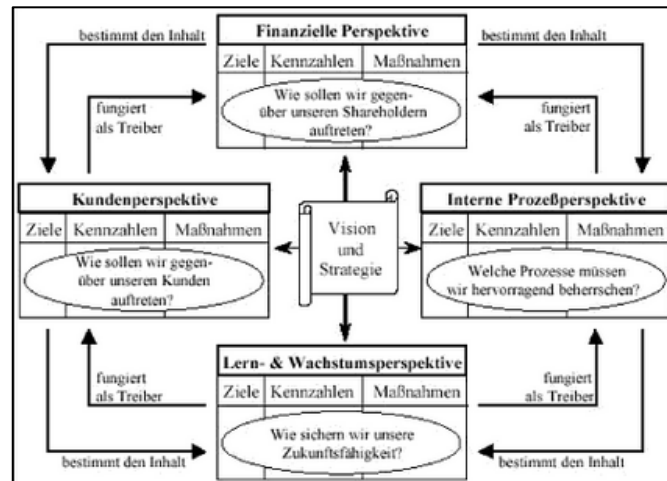 bestimmt den Inhalt
Finanzielle Perspektive
bestimmt den Inhalt
Ziele Kennzahlen Maßnahmen
Wie sollen wir gegen-
über unseren Shareholdern
auftreten?
fungiert
als Treiber
fungiert
als Treiber
Kundenperspektive
Ziele Kennzahlen Maßnahmen
Wie sollen wir gegen-
über unseren Kunden
auftreten?
Vision
und
Strategie
Interne Prozeßperspektive
Ziele Kennzahlen Maßnahmen
Welche Prozesse müssen
wir hervorragend beherrschen?
fungiert
als Treiber
Lern- & Wachstumsperspektive
Ziele Kennzahlen Maßnahmen
Wie sichern wir unsere
Zukunftsfähigkeit?
fungiert
als Treiber
bestimmt den Inhalt
bestimmt den Inhalt